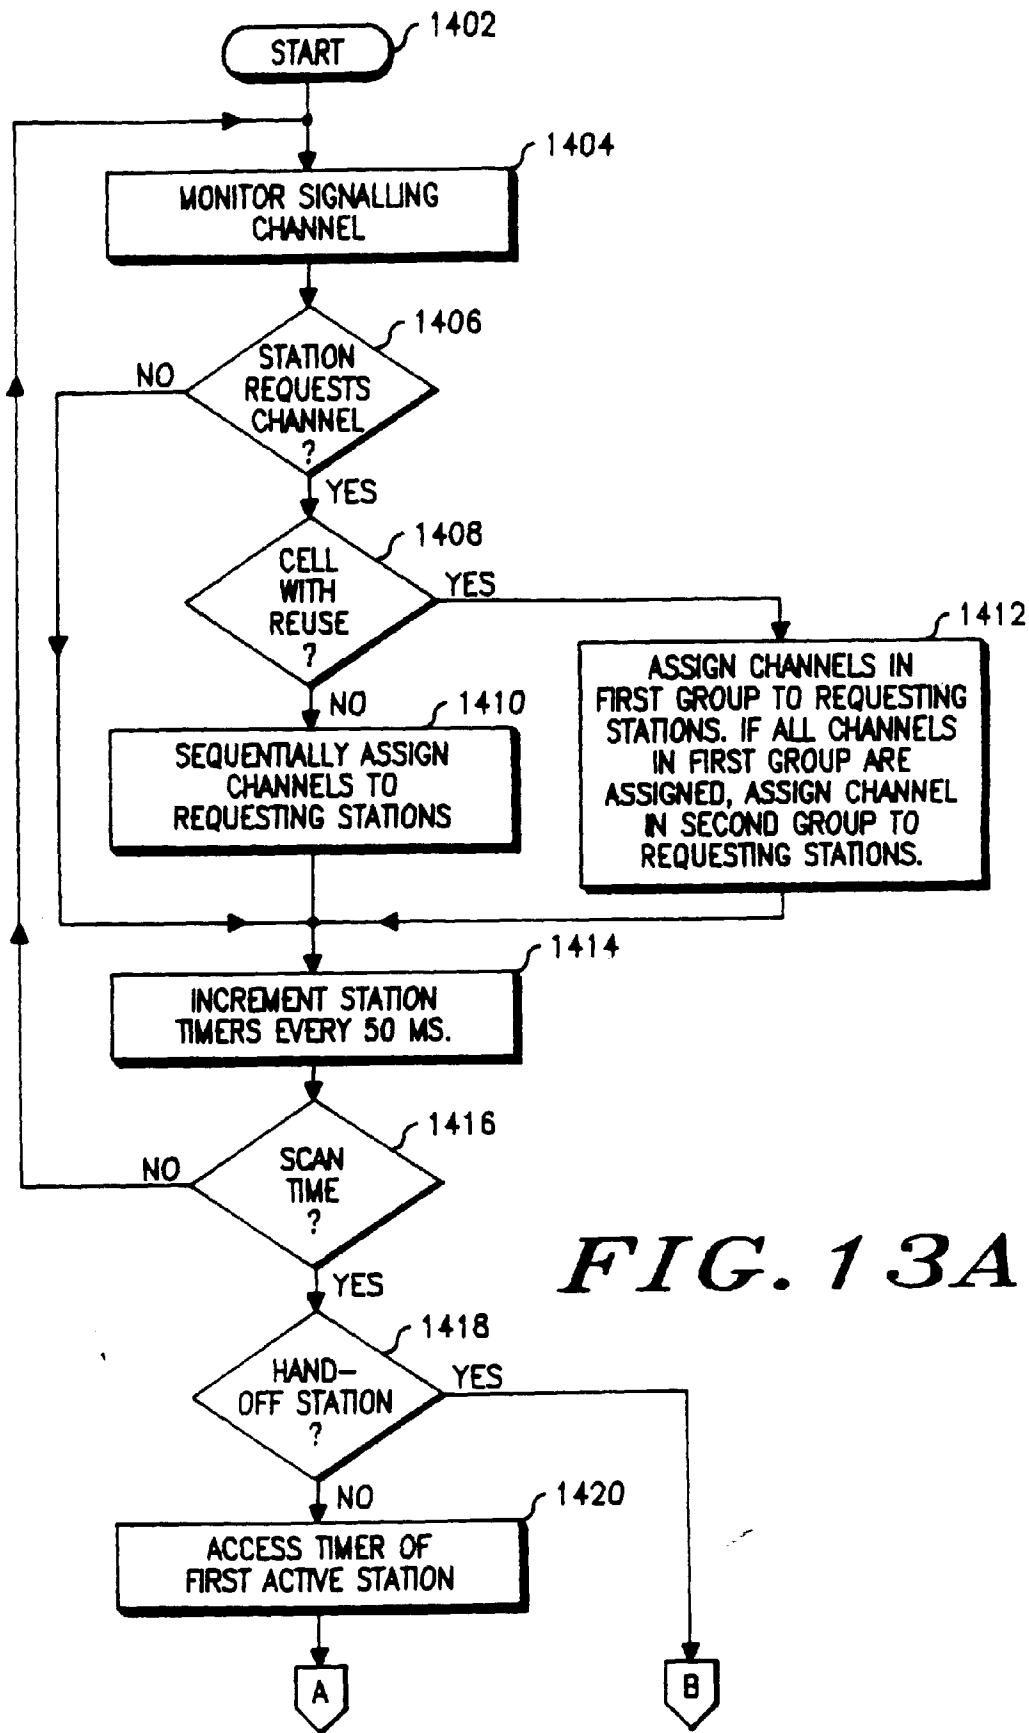 START
1402
MONITOR SIGNALLING
CHANNEL
1404
STATION
REQUESTS
CHANNEL
?
1406
NO
YES
CELL
WITH
REUSE
?
1408
YES
NO
SEQUENTIALLY ASSIGN
CHANNELS TO
REQUESTING STATIONS
1410
ASSIGN CHANNELS IN
FIRST GROUP TO REQUESTING
STATIONS. IF ALL CHANNELS
IN FIRST GROUP ARE
ASSIGNED, ASSIGN CHANNEL
IN SECOND GROUP TO
REQUESTING STATIONS.
1412
INCREMENT STATION
TIMERS EVERY 50 MS.
1414
SCAN
TIME
?
1416
NO
YES
FIG. 13A
HAND-
OFF STATION
?
1418
YES
NO
ACCESS TIMER OF
FIRST ACTIVE STATION
1420
A
B